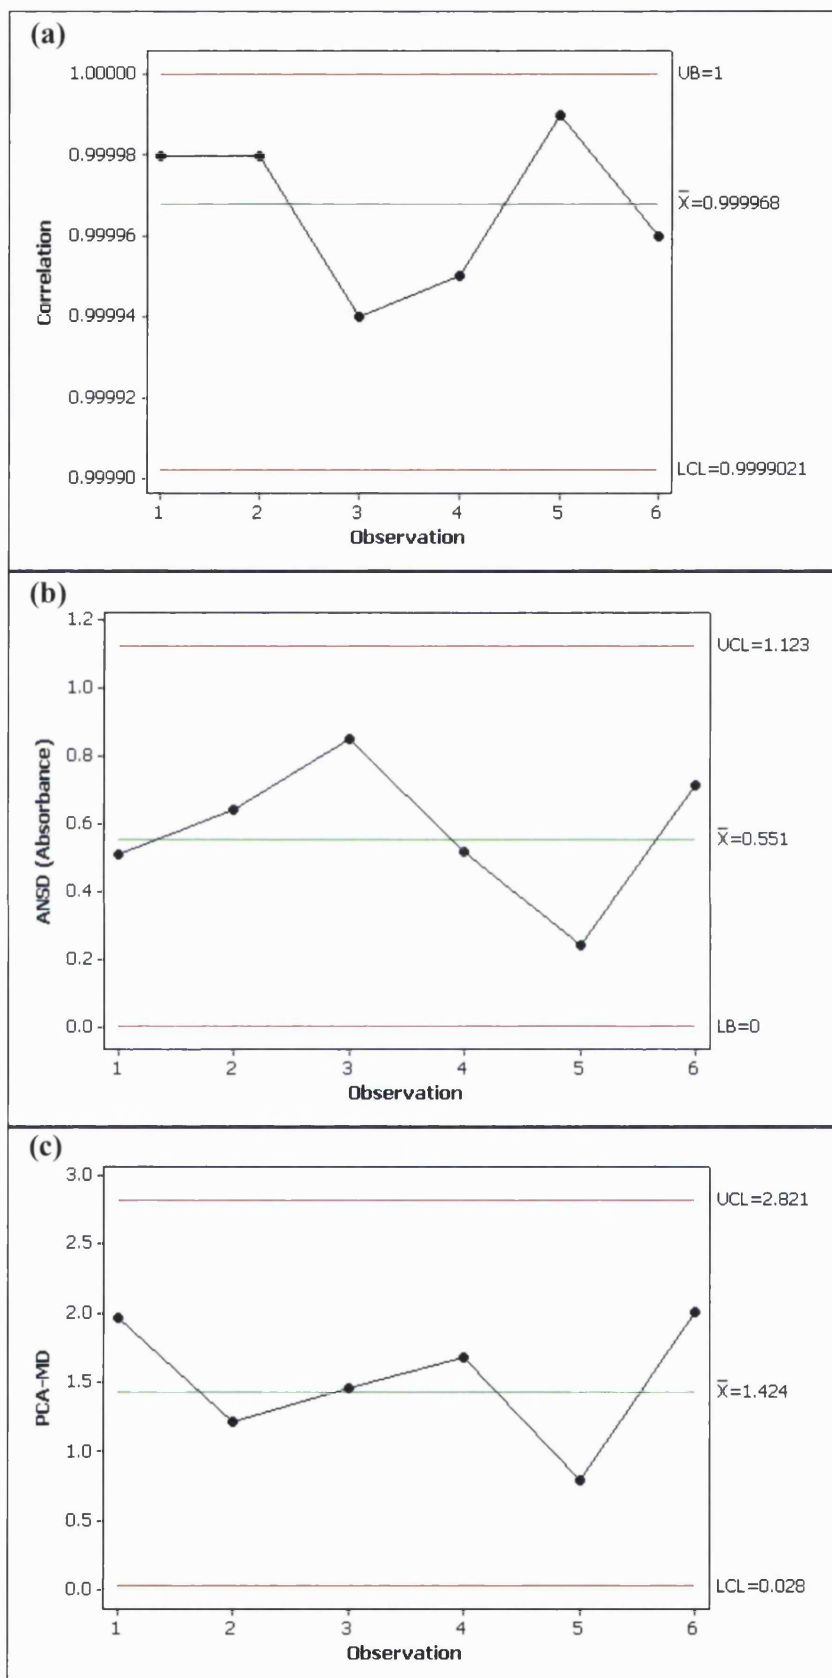 (a)
1.00000
UB=1
0.99998
X̄=0.999968
0.99996
Correlation
0.99994
0.99992
LCL=0.9999021
0.99990
1 2 3 4 5 6
Observation
(b)
1.2
UCL=1.123
1.0
0.8
ANSD (Absorbance)
0.6
X̄=0.551
0.4
0.2
0.0
LB=0
1 2 3 4 5 6
Observation
(c)
3.0
UCL=2.821
2.5
2.0
1.5
X̄=1.424
PCA-MD
1.0
0.5
0.0
LCL=0.028
1 2 3 4 5 6
Observation